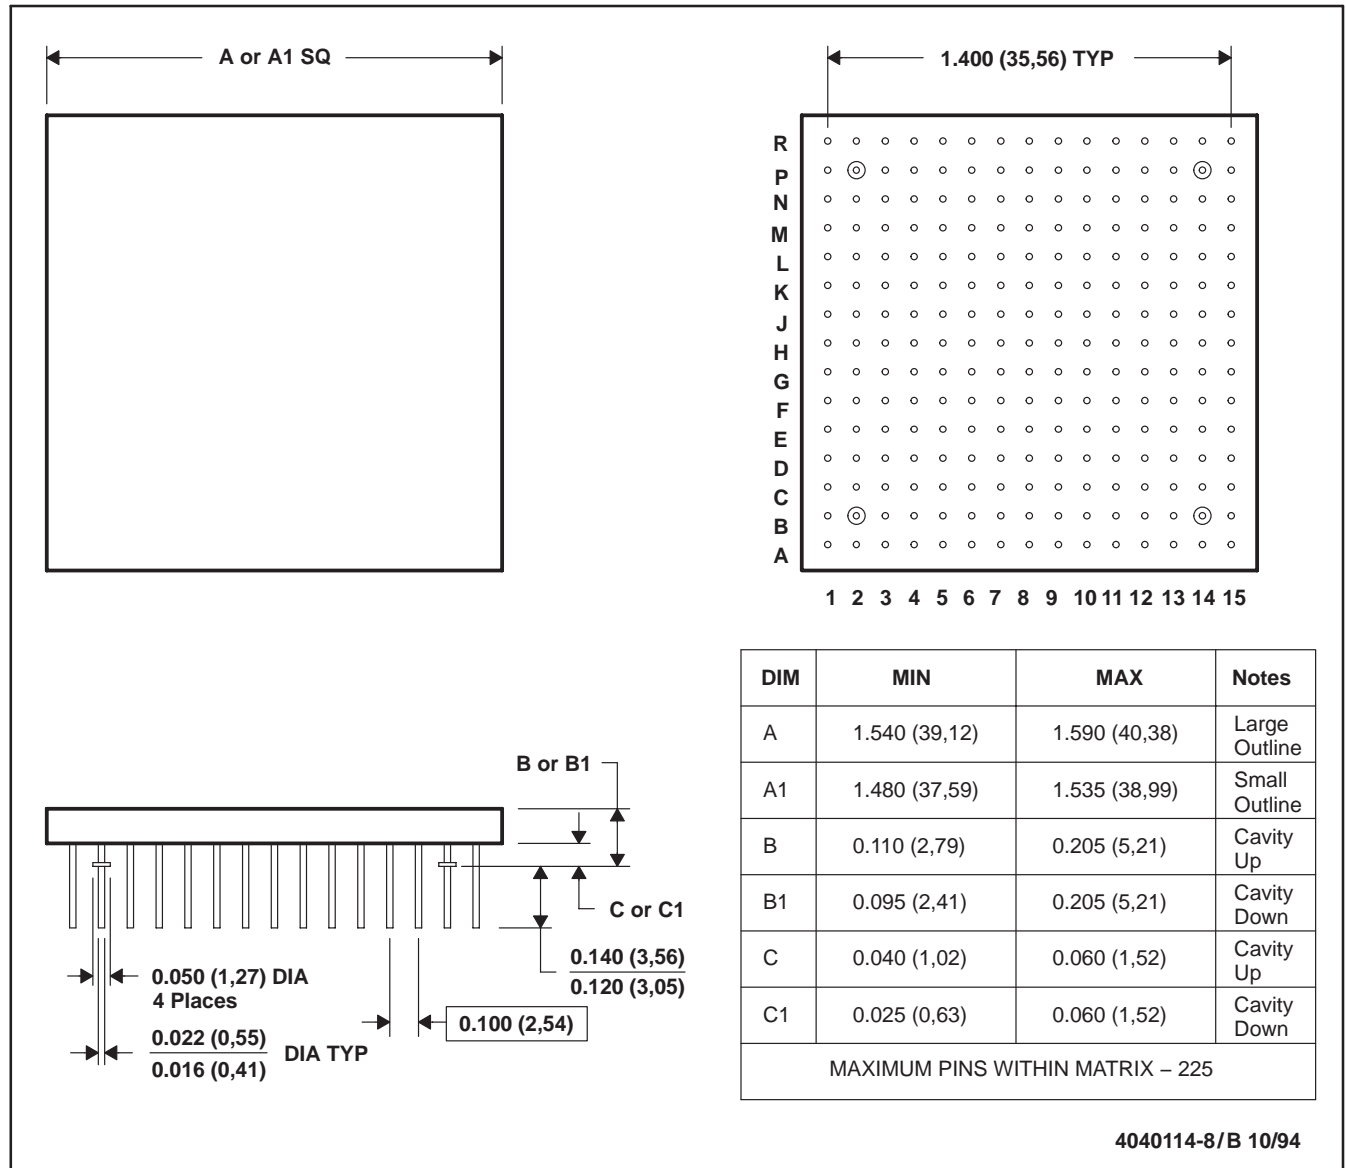 A or A1 SQ
1.400 (35,56) TYP
R
P
N
M
L
K
J
H
G
F
E
D
C
B
A
1 2 3 4 5 6 7 8 9 10 11 12 13 14 15
B or B1
C or C1
0.140 (3,56)
0.120 (3,05)
0.050 (1,27) DIA
4 Places
0.100 (2,54)
0.022 (0,55)
0.016 (0,41)
DIA TYP
DIM MIN MAX Notes
A 1.540 (39,12) 1.590 (40,38) Large Outline
A1 1.480 (37,59) 1.535 (38,99) Small Outline
B 0.110 (2,79) 0.205 (5,21) Cavity Up
B1 0.095 (2,41) 0.205 (5,21) Cavity Down
C 0.040 (1,02) 0.060 (1,52) Cavity Up
C1 0.025 (0,63) 0.060 (1,52) Cavity Down
MAXIMUM PINS WITHIN MATRIX – 225
4040114-8/B 10/94